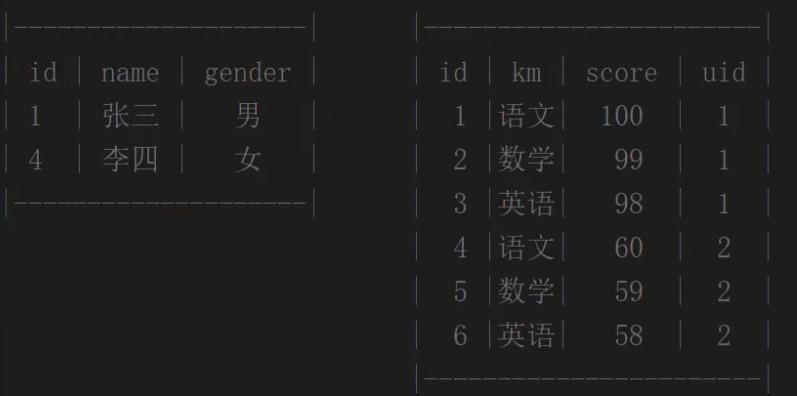 |--------------------| |-----------------------|
| id | name | gender | | id | km | score | uid |
| 1 | 张三 | 男 | | 1 |语文| 100 | 1 |
| 4 | 李四 | 女 | | 2 |数学| 99 | 1 |
|--------------------| | 3 |英语| 98 | 1 |
| 4 |语文| 60 | 2 |
| 5 |数学| 59 | 2 |
| 6 |英语| 58 | 2 |
|-----------------------|